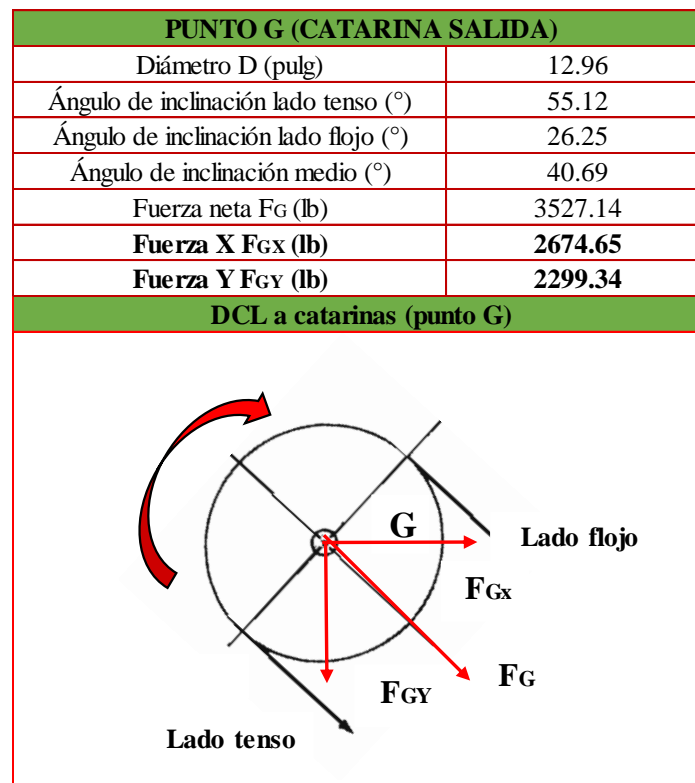 PUNTO G (CATARINA SALIDA)
Diámetro D (pulg) 12.96
Ángulo de inclinación lado tenso (°) 55.12
Ángulo de inclinación lado flojo (°) 26.25
Ángulo de inclinación medio (°) 40.69
Fuerza neta FG (lb) 3527.14
Fuerza X FGX (lb) 2674.65
Fuerza Y FGY (lb) 2299.34
DCL a catarinas (punto G)
G
Lado flojo
FGx
FG
FGY
Lado tenso